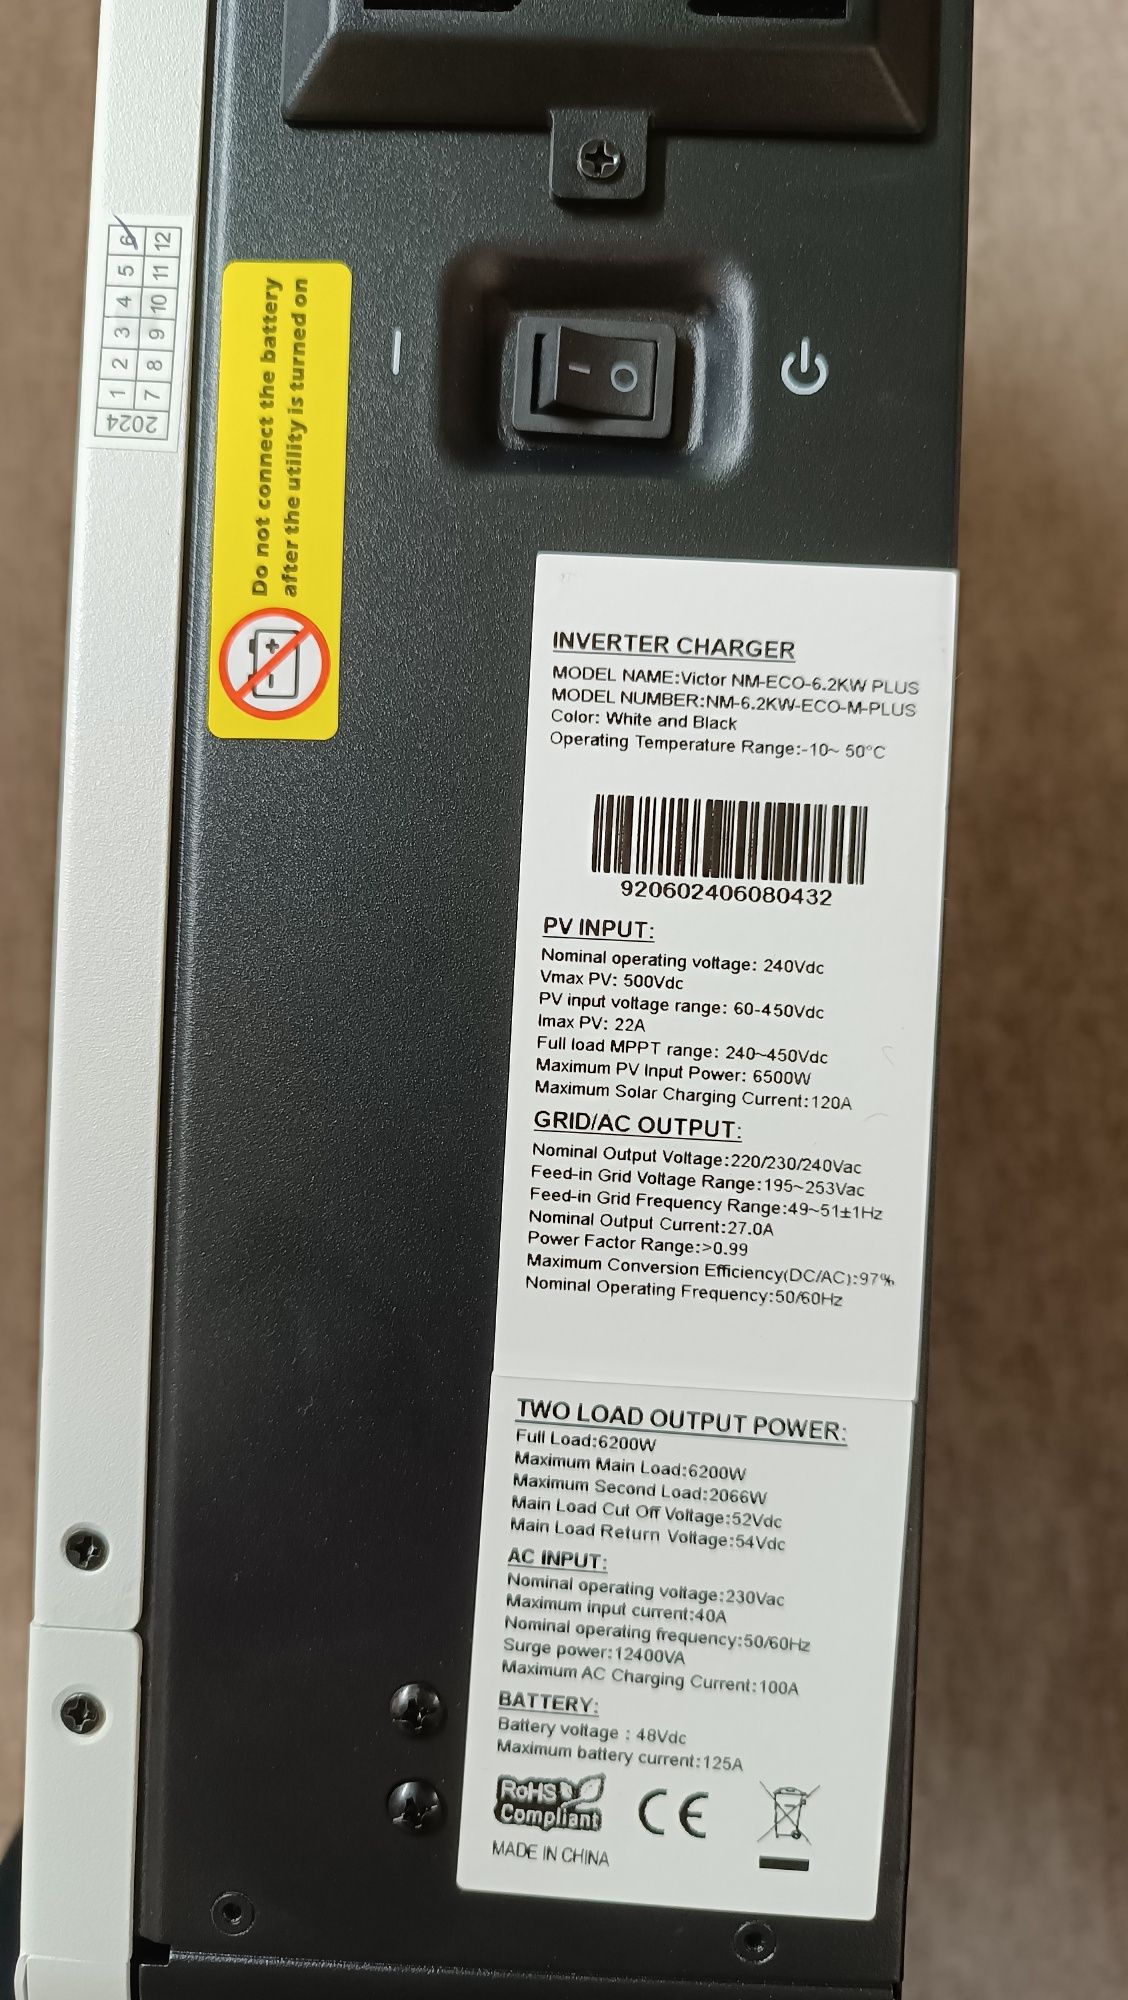 2024
1 2 3 4 5 6
7 8 9 10 11 12
Do not connect the battery
after the utility is turned on
INVERTER CHARGER
MODEL NAME:Victor NM-ECO-6.2KW PLUS
MODEL NUMBER:NM-6.2KW-ECO-M-PLUS
Color: White and Black
Operating Temperature Range:-10~ 50°C
920602406080432
PV INPUT:
Nominal operating voltage: 240Vdc
Vmax PV: 500Vdc
PV input voltage range: 60-450Vdc
Imax PV: 22A
Full load MPPT range: 240~450Vdc
Maximum PV Input Power: 6500W
Maximum Solar Charging Current:120A
GRID/AC OUTPUT:
Nominal Output Voltage:220/230/240Vac
Feed-in Grid Voltage Range:195~253Vac
Feed-in Grid Frequency Range:49~51±1Hz
Nominal Output Current:27.0A
Power Factor Range:>0.99
Maximum Conversion Efficiency(DC/AC):97%
Nominal Operating Frequency:50/60Hz
TWO LOAD OUTPUT POWER:
Full Load:6200W
Maximum Main Load:6200W
Maximum Second Load:2066W
Main Load Cut Off Voltage:52Vdc
Main Load Return Voltage:54Vdc
AC INPUT:
Nominal operating voltage:230Vac
Maximum input current:40A
Nominal operating frequency:50/60Hz
Surge power:12400VA
Maximum AC Charging Current:100A
BATTERY:
Battery voltage : 48Vdc
Maximum battery current:125A
RoHS
Compliant
CE
MADE IN CHINA